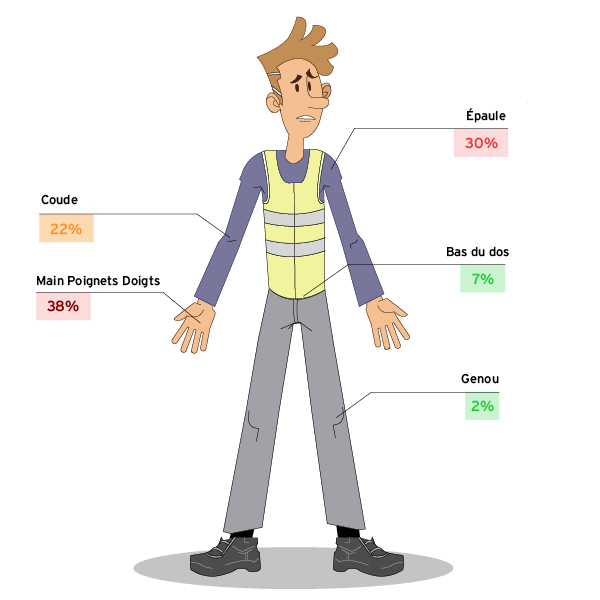 Épaule
30%
Coude
22%
Bas du dos
7%
Main Poignets Doigts
38%
Genou
2%